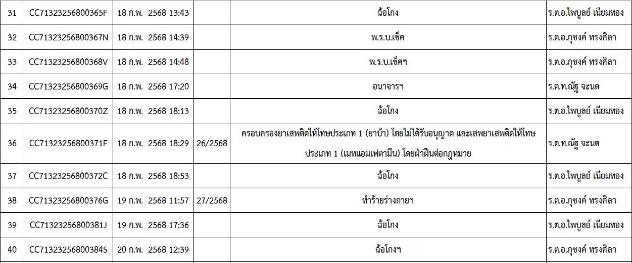 31 CC71323256800365F 18 ก.พ. 2568 13:43 ฉ้อโกง ร.ต.อ.ไพบูลย์ เนียมทอง
32 CC71323256800367N 18 ก.พ. 2568 14:39 พ.ร.บ.เช็ค ร.ต.อ.ภุชงค์ ทรงศิลา
33 CC71323256800368V 18 ก.พ. 2568 14:48 พ.ร.บ.เช็คฯ ร.ต.อ.ภุชงค์ ทรงศิลา
34 CC71323256800369G 18 ก.พ. 2568 17:20 อนาจารฯ ร.ต.ท.ณัฐ จะนต
35 CC71323256800370Z 18 ก.พ. 2568 18:13 ฉ้อโกง ร.ต.อ.ไพบูลย์ เนียมทอง
ครอบครองยาเสพติดให้โทษประเภท 1 (ยาบ้า) โดยไม่ได้รับอนุญาต และเสพยาเสพติดให้โทษ
36 CC71323256800371F 18 ก.พ. 2568 18:29 26/2568 ร.ต.ท.ณัฐ จะนต
ประเภท 1 (เมทแอมเฟตามีน) โดยฝ่าฝืนต่อกฎหมาย
37 CC71323256800372C 18 ก.พ. 2568 18:53 ฉ้อโกง ร.ต.อ.ไพบูลย์ เนียมทอง
38 CC71323256800376G 19 ก.พ. 2568 11:57 27/2568 ทำร้ายร่างกายฯ ร.ต.อ.ภุชงค์ ทรงศิลา
39 CC71323256800381J 19 ก.พ. 2568 17:36 ฉ้อโกง ร.ต.อ.ไพบูลย์ เนียมทอง
40 CC71323256800384S 20 ก.พ. 2568 12:39 ฉ้อโกงฯ ร.ต.อ.ภุชงค์ ทรงศิลา